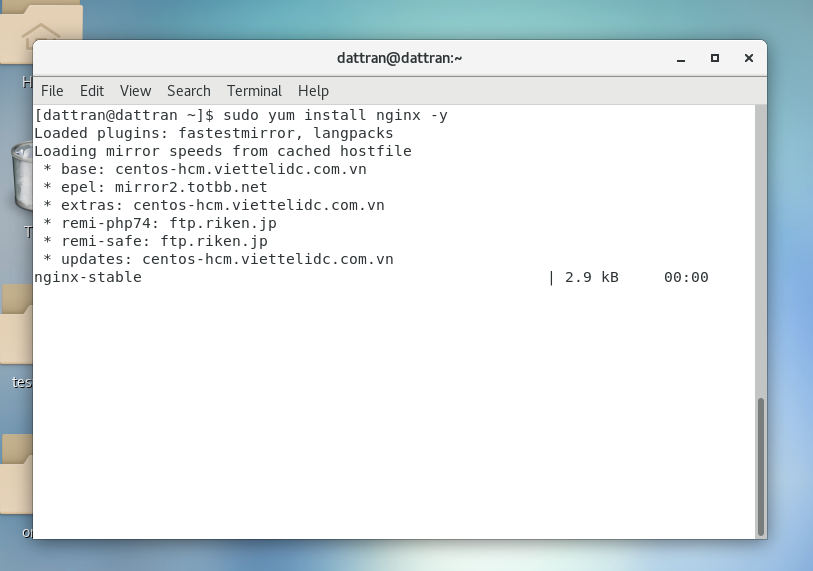 dattran@dattran:~
File Edit View Search Terminal Help
[dattran@dattran ~]$ sudo yum install nginx -y
Loaded plugins: fastestmirror, langpacks
Loading mirror speeds from cached hostfile
 * base: centos-hcm.viettelidc.com.vn
 * epel: mirror2.totbb.net
 * extras: centos-hcm.viettelidc.com.vn
 * remi-php74: ftp.riken.jp
 * remi-safe: ftp.riken.jp
 * updates: centos-hcm.viettelidc.com.vn
nginx-stable | 2.9 kB 00:00